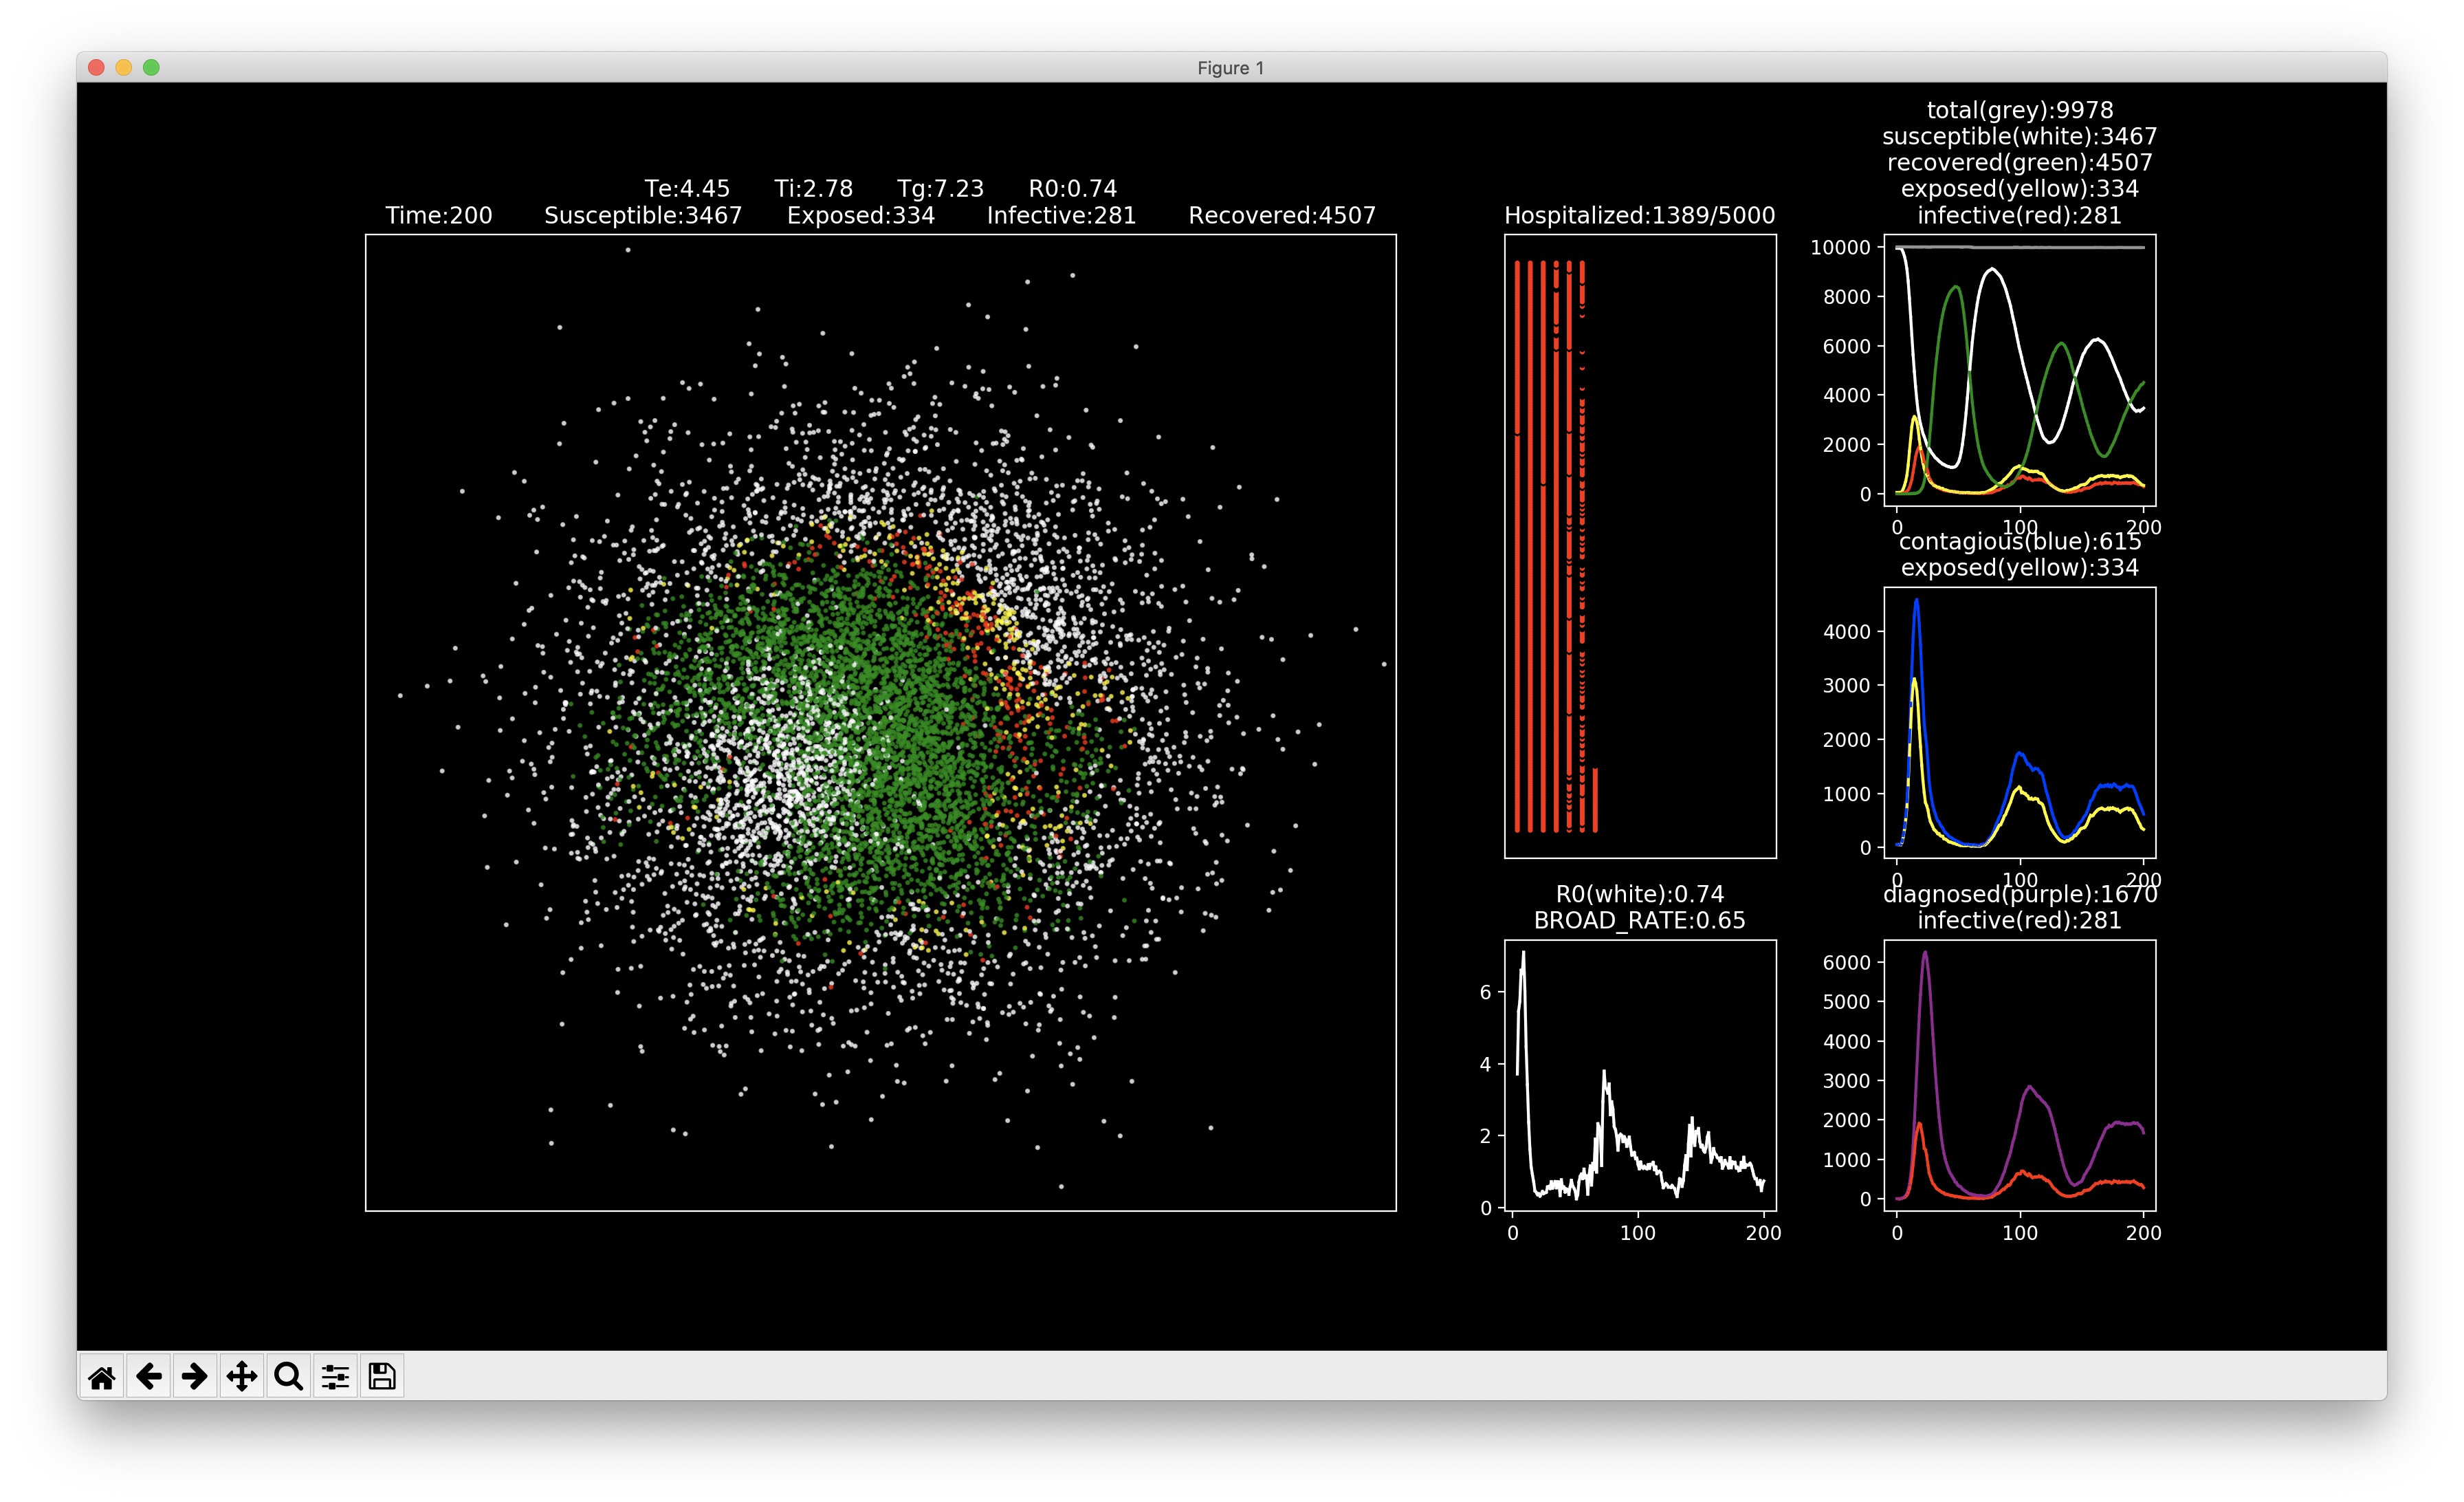 Figure 1
Te:4.45 Ti:2.78 Tg:7.23 R0:0.74
Time:200 Susceptible:3467 Exposed:334 Infective:281 Recovered:4507
Hospitalized:1389/5000
total(grey):9978
susceptible(white):3467
recovered(green):4507
exposed(yellow):334
infective(red):281
10000
8000
6000
4000
2000
0
0 100 200
contagious(blue):615
exposed(yellow):334
4000
3000
2000
1000
0
0 100 200
R0(white):0.74
BROAD_RATE:0.65
6
4
2
0
0 100 200
diagnosed(purple):1670
infective(red):281
6000
5000
4000
3000
2000
1000
0
0 100 200